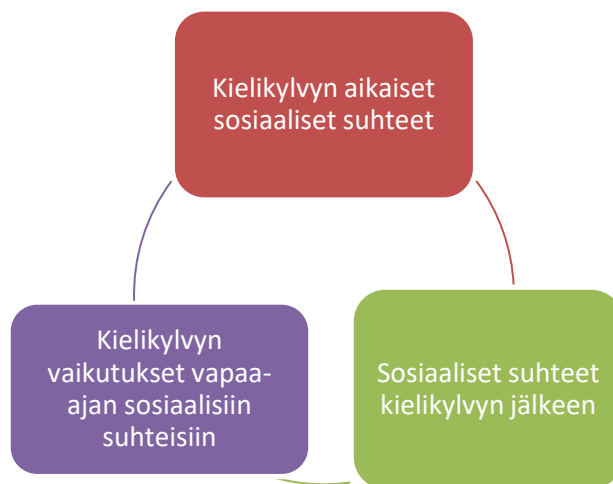 Kielikylvyn aikaiset
sosiaaliset suhteet
Kielikylvyn
vaikutukset vapaa-
ajan sosiaalisiin
suhteisiin
Sosiaaliset suhteet
kielikylvyn jälkeen